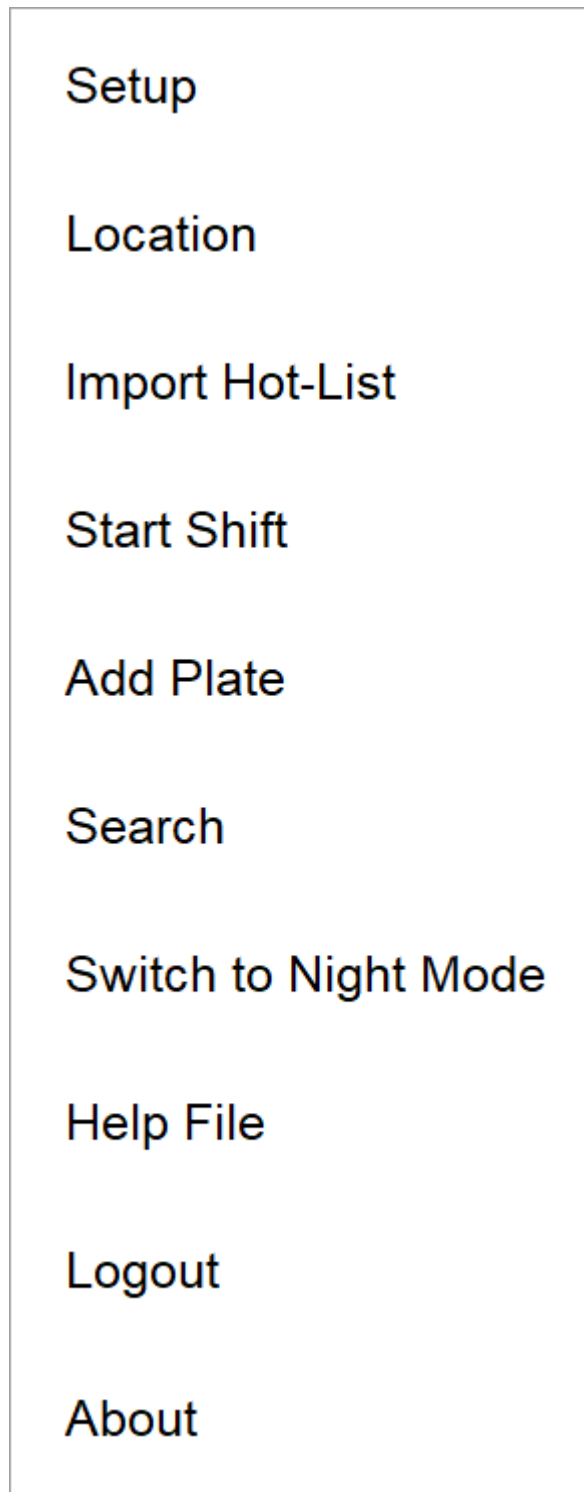 Setup
Location
Import Hot-List
Start Shift
Add Plate
Search
Switch to Night Mode
Help File
Logout
About